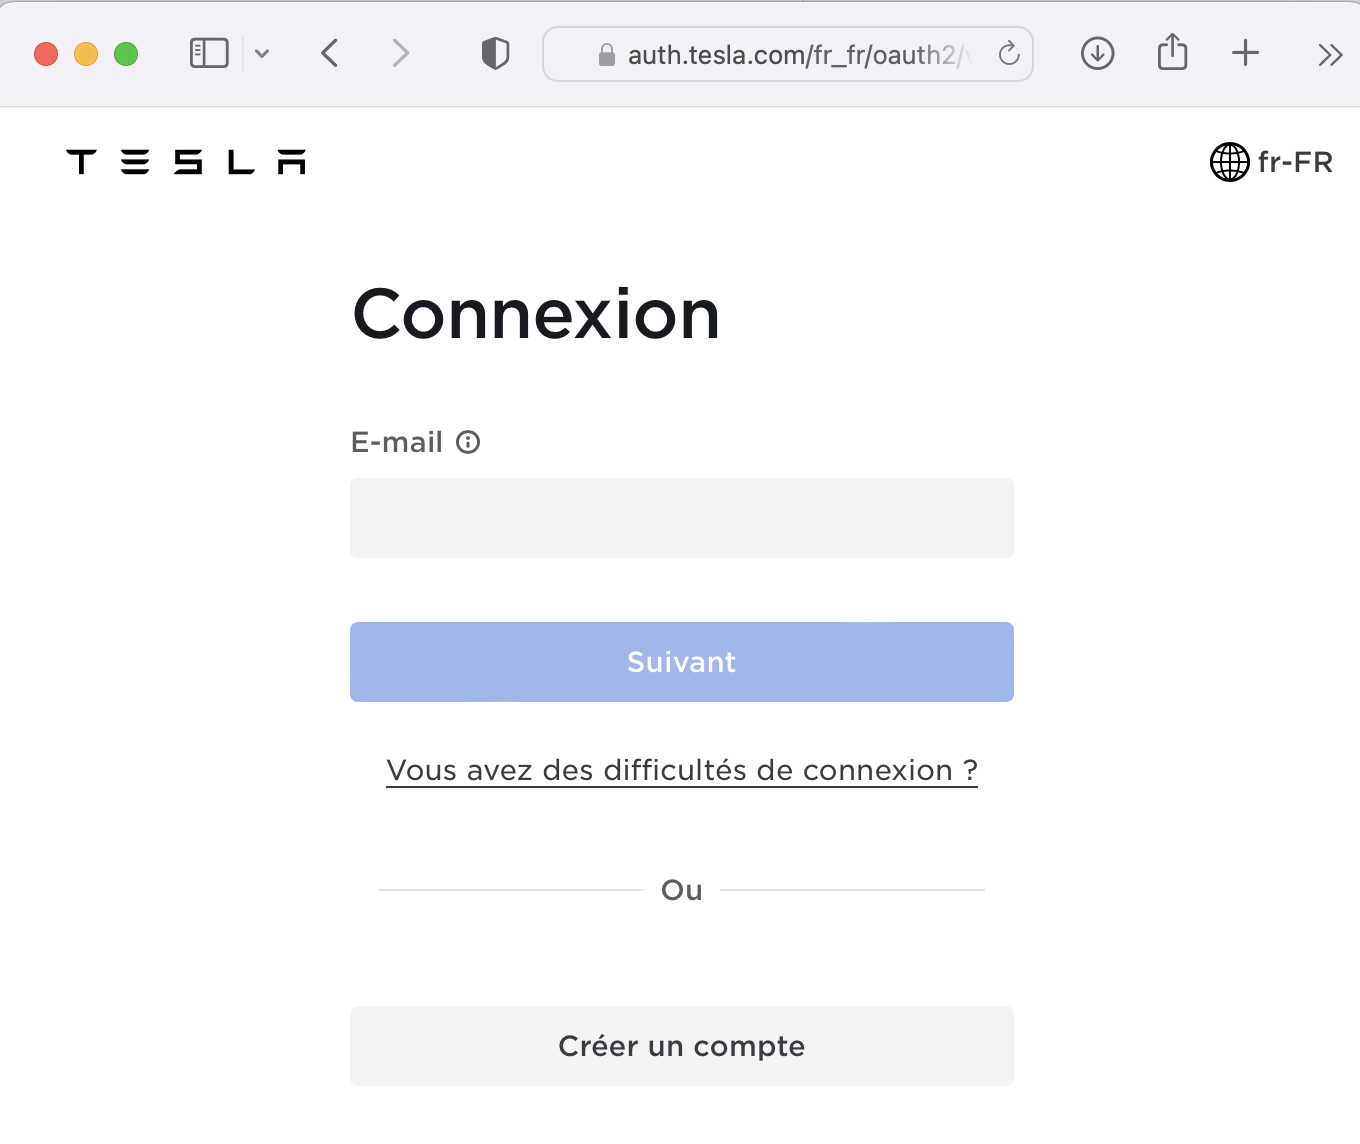 auth.tesla.com/fr_fr/oauth2/
TESLA
fr-FR
Connexion
E-mail
Suivant
Vous avez des difficultés de connexion ?
Ou
Créer un compte